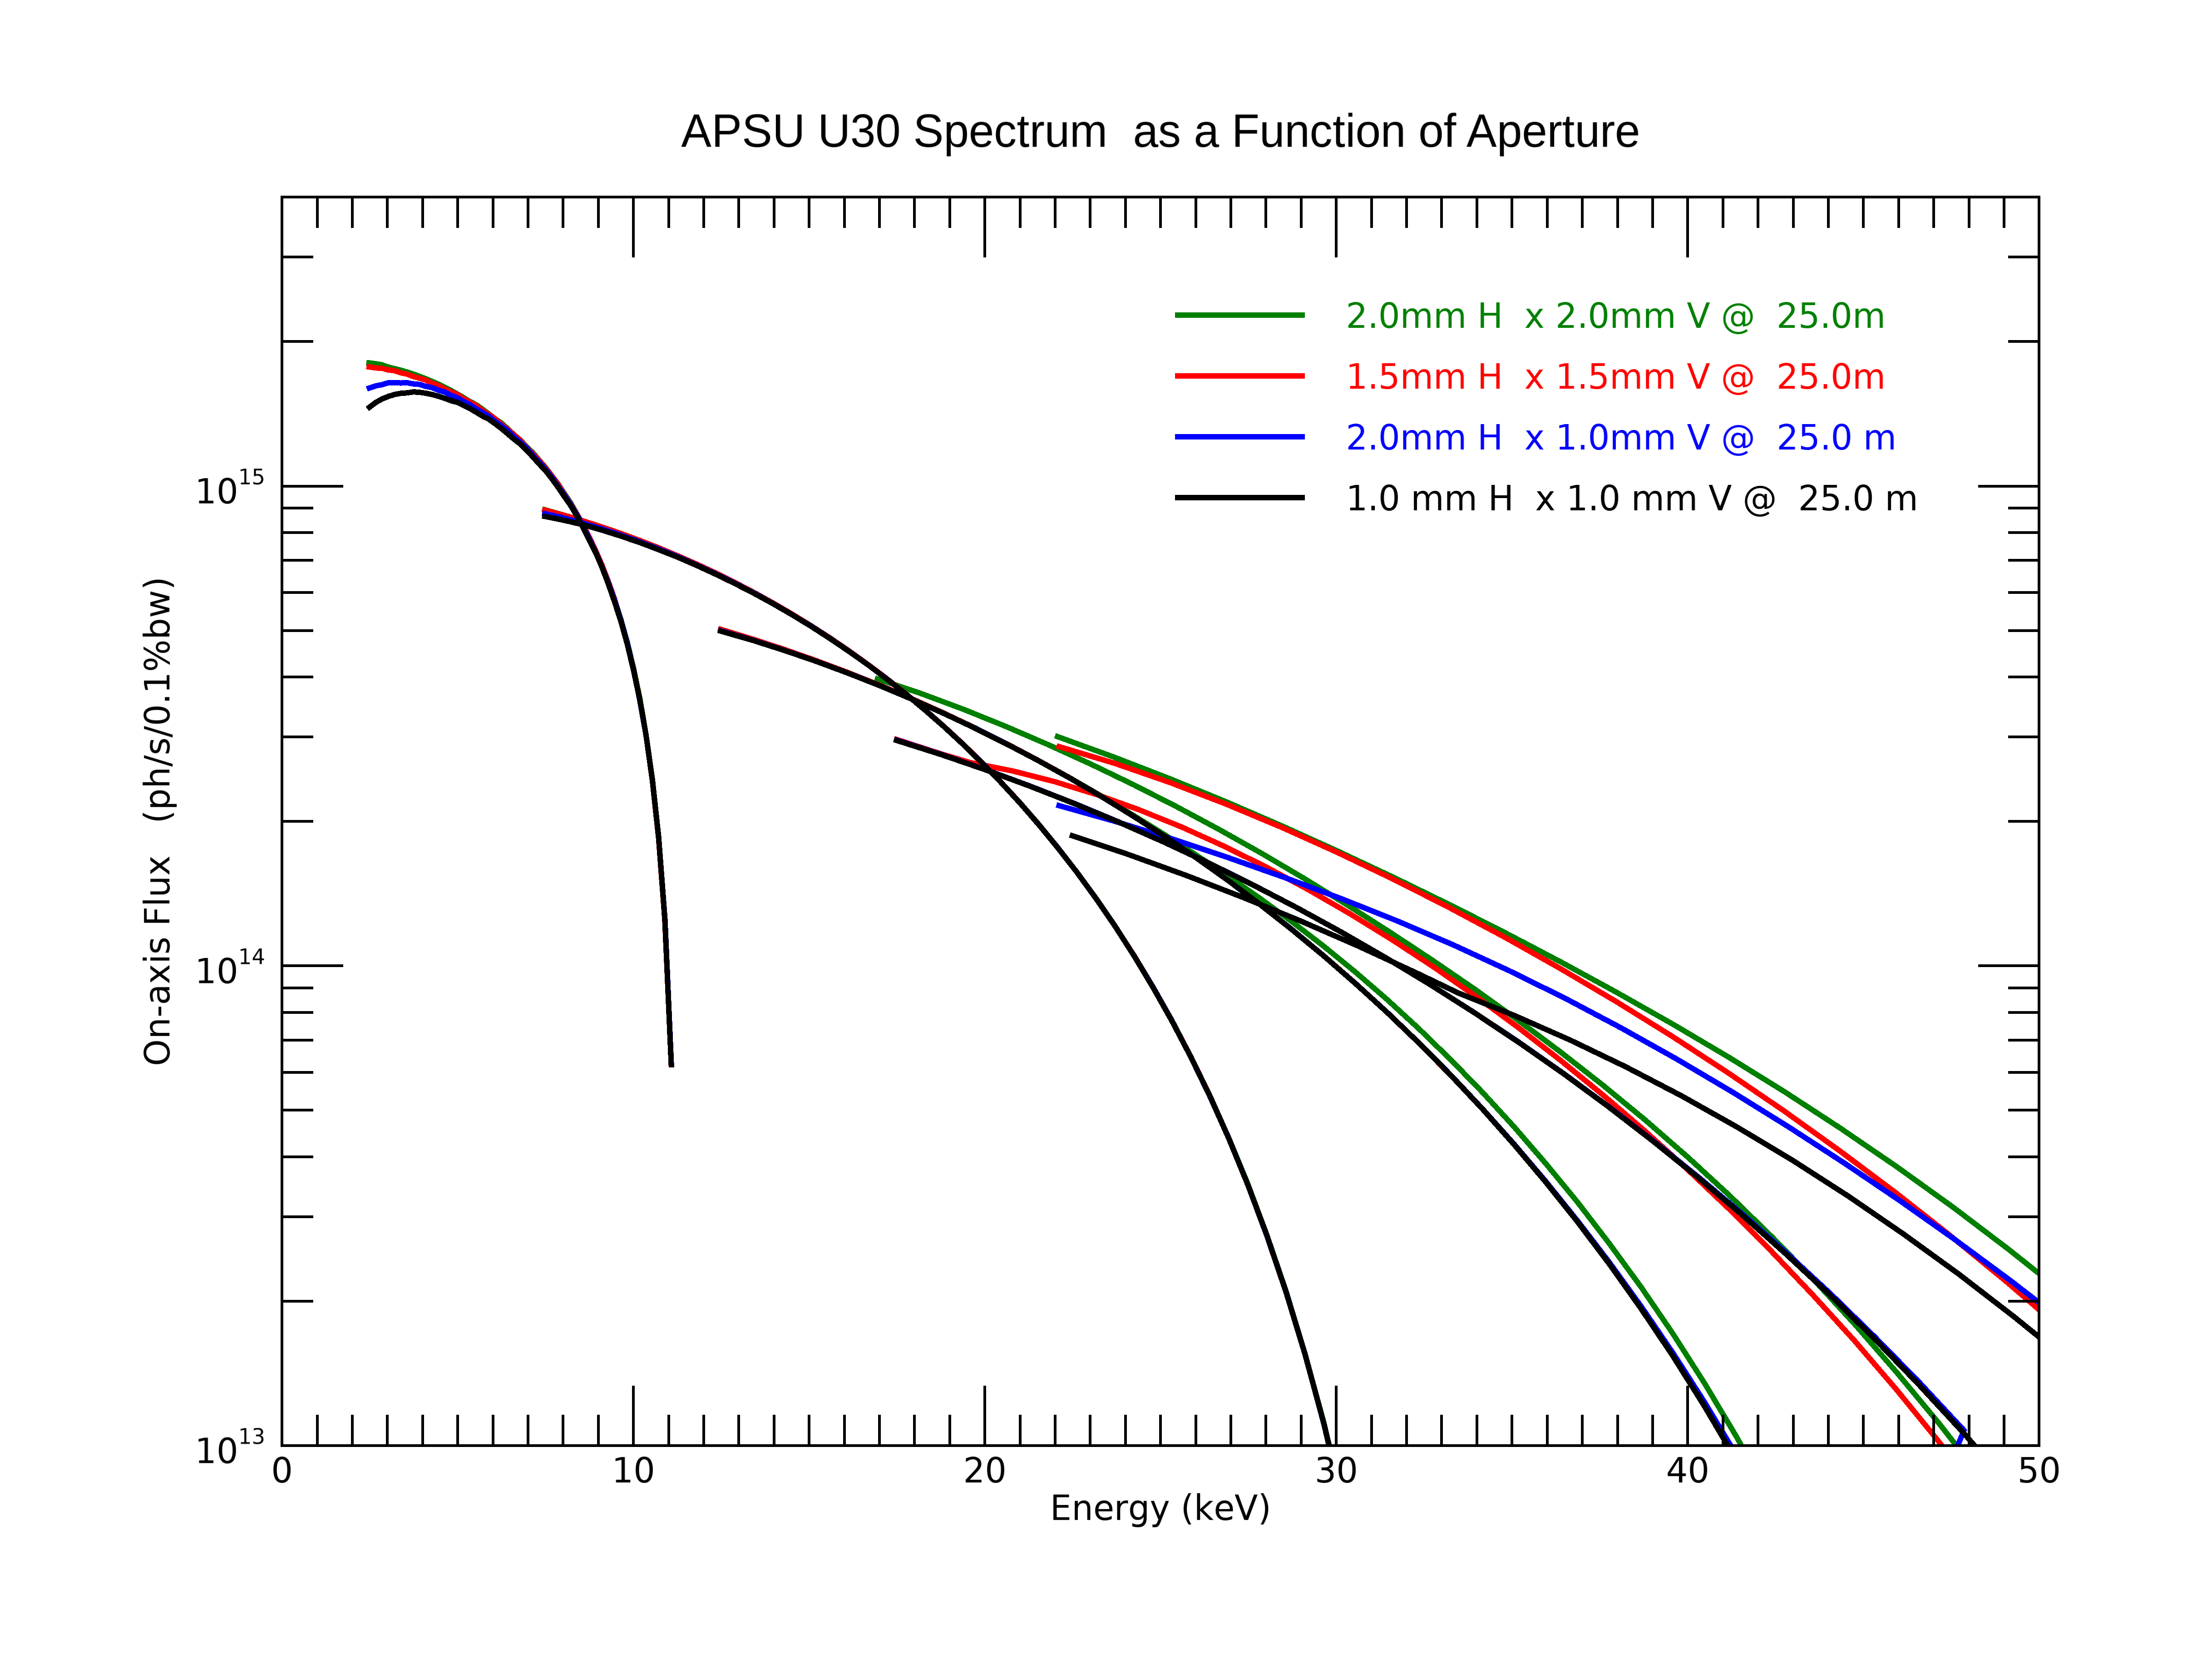 APSU U30 Spectrum  as a Function of Aperture
2.0mm H  x 2.0mm V @  25.0m
1.5mm H  x 1.5mm V @  25.0m
2.0mm H  x 1.0mm V @  25.0 m
1.0 mm H  x 1.0 mm V @  25.0 m
On-axis Flux  (ph/s/0.1%bw)
10^15
10^14
10^13
0 10 20 30 40 50
Energy (keV)